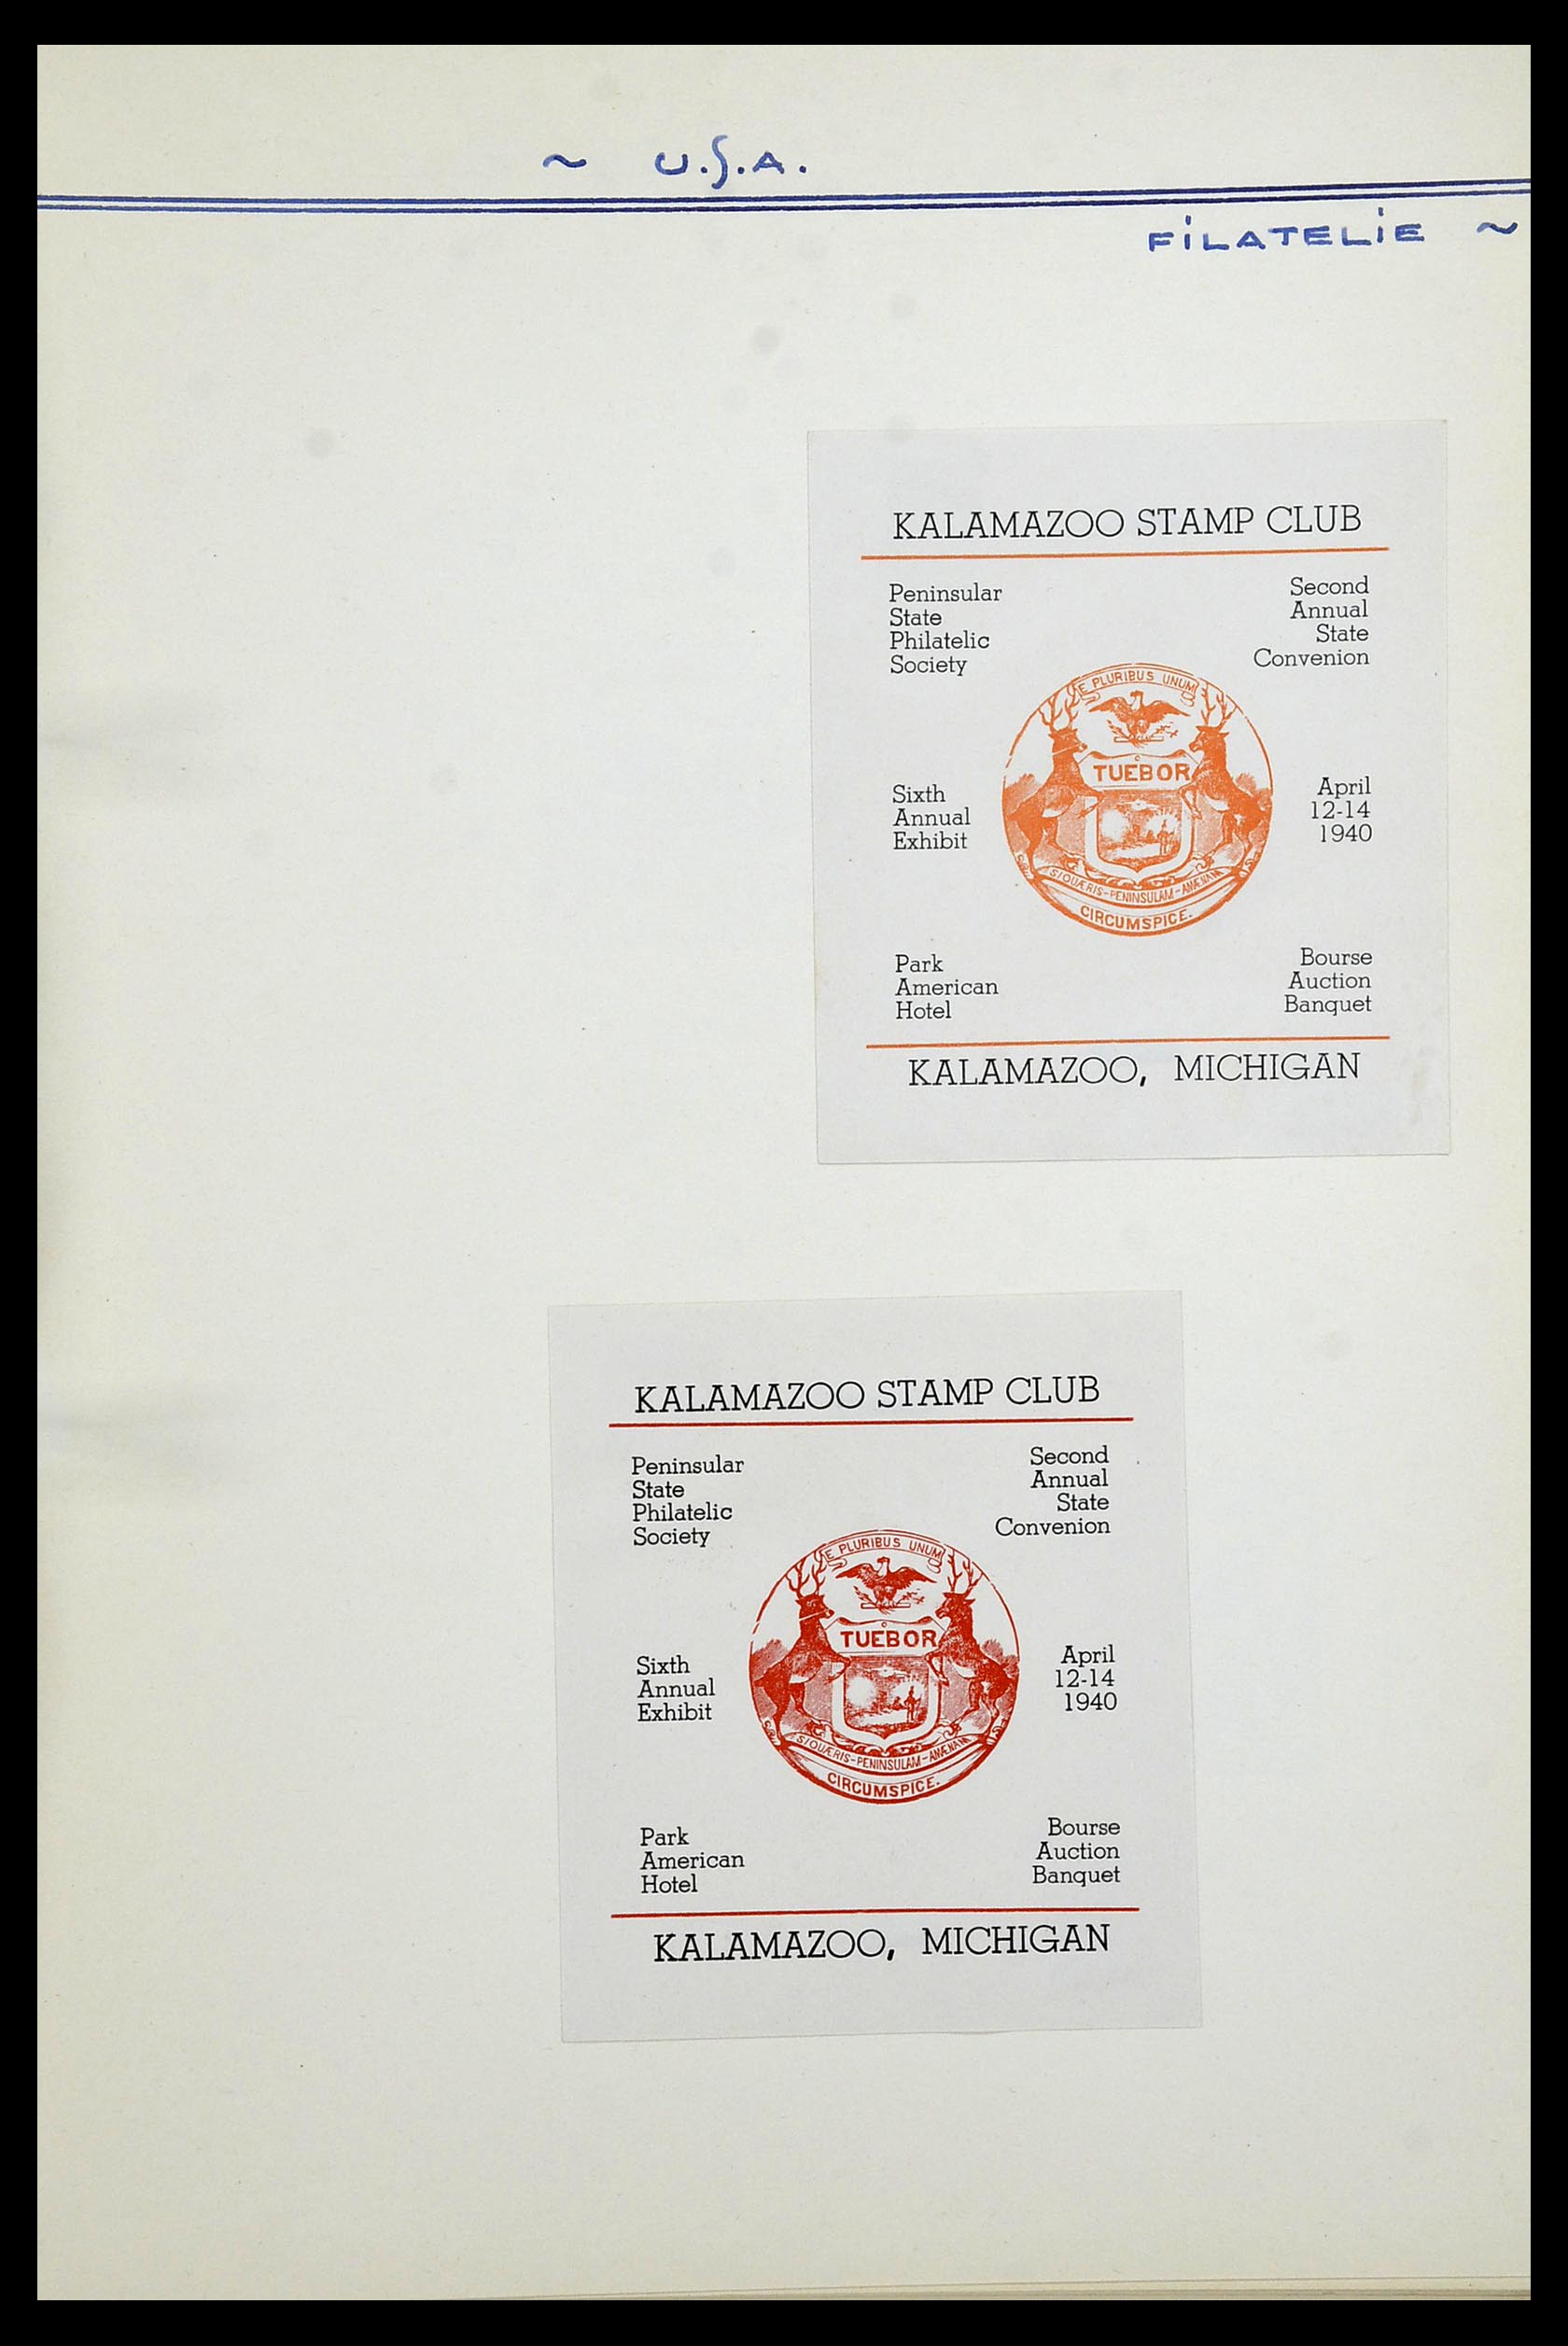 ~ U.S.A.
FiLATELiE ~
KALAMAZOO STAMP CLUB
Peninsular
State
Philatelic
Society
Second
Annual
State
Convenion
E PLURIBUS UNUM
TUEBOR
Sixth
Annual
Exhibit
April
12-14
1940
SI QUÆRIS-PENINSULAM-AMÆNAM
CIRCUMSPICE.
Park
American
Hotel
Bourse
Auction
Banquet
KALAMAZOO, MICHIGAN
KALAMAZOO STAMP CLUB
Peninsular
State
Philatelic
Society
Second
Annual
State
Convenion
E PLURIBUS UNUM
TUEBOR
Sixth
Annual
Exhibit
April
12-14
1940
SI QUÆRIS-PENINSULAM-AMÆNAM
CIRCUMSPICE.
Park
American
Hotel
Bourse
Auction
Banquet
KALAMAZOO, MICHIGAN